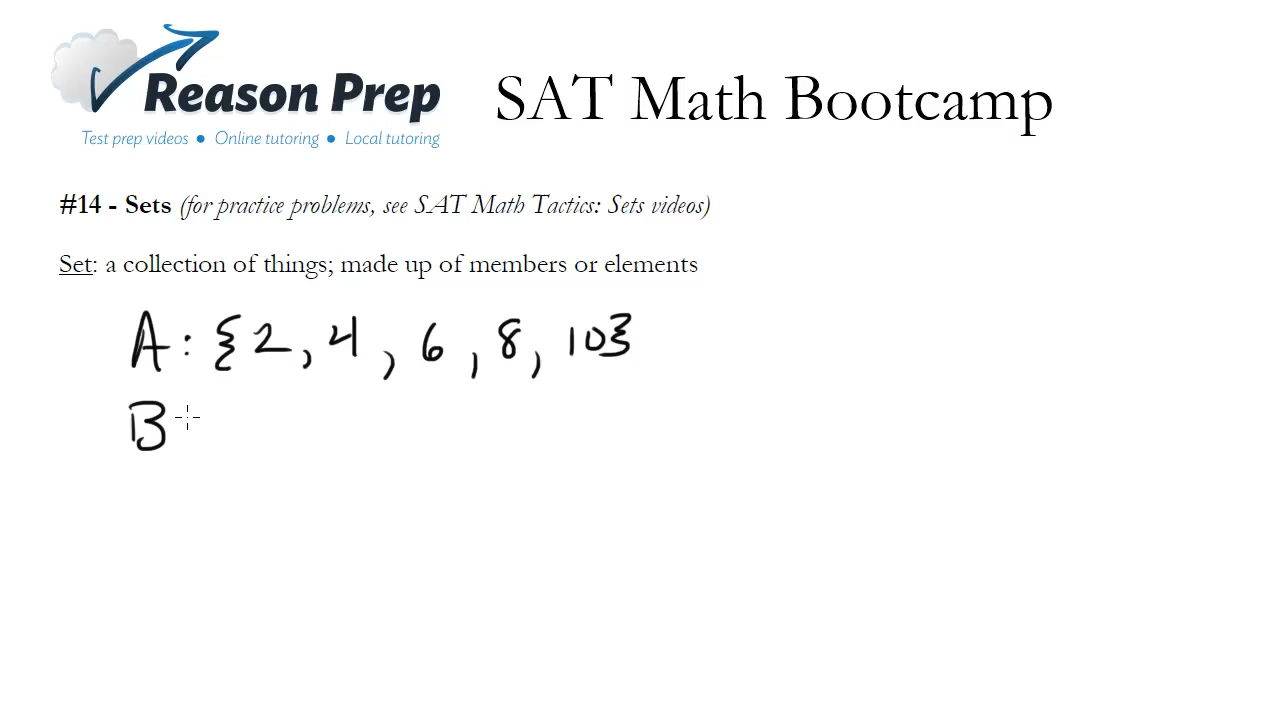 Reason Prep
Test prep videos ● Online tutoring ● Local tutoring
SAT Math Bootcamp
#14 - Sets (for practice problems, see SAT Math Tactics: Sets videos)
Set: a collection of things; made up of members or elements
A: {2, 4, 6, 8, 10}
B